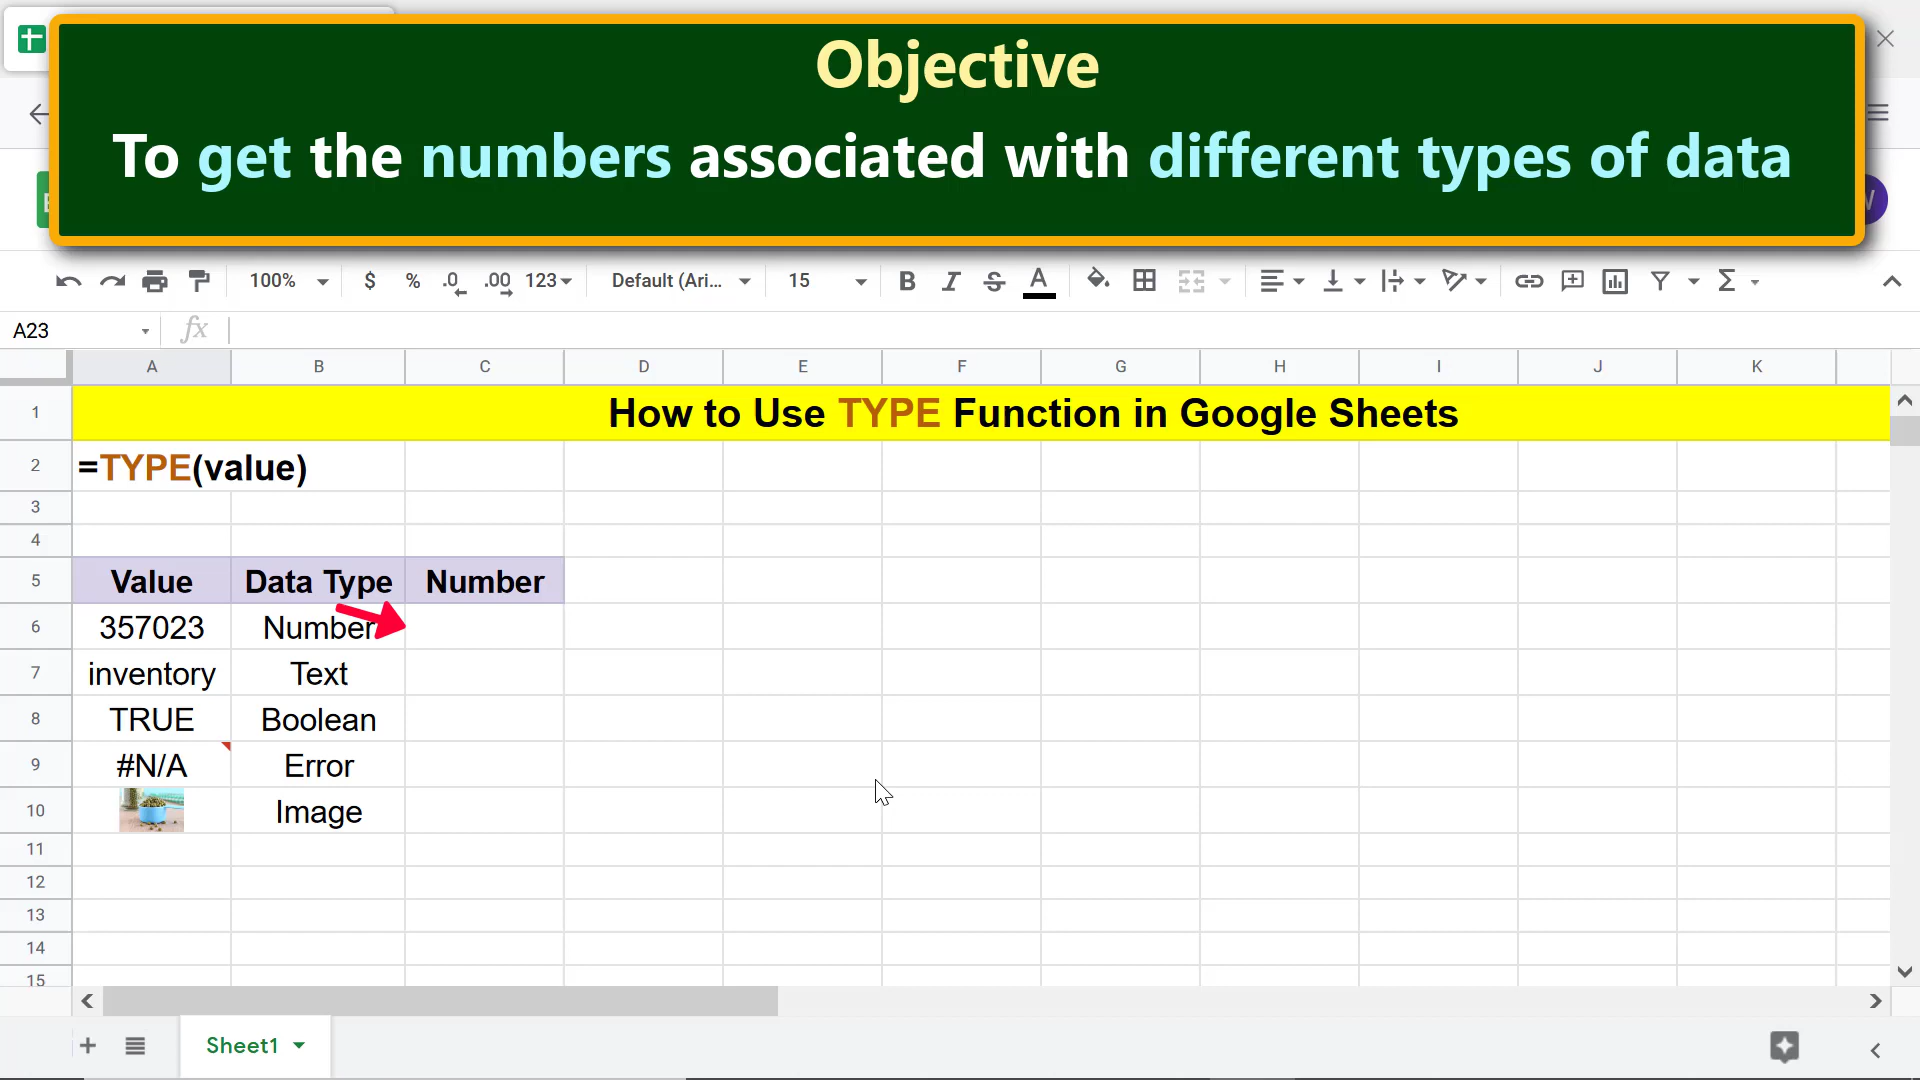 Objective
To get the numbers associated with different types of data
100% $ % .0 .00 123 Default (Ari... 15 B I S A Σ
A23 fx
A B C D E F G H I J K
1 How to Use TYPE Function in Google Sheets
2 =TYPE(value)
3
4
5 Value Data Type Number
6 357023 Number
7 inventory Text
8 TRUE Boolean
9 #N/A Error
10 Image
11
12
13
14
15
Sheet1